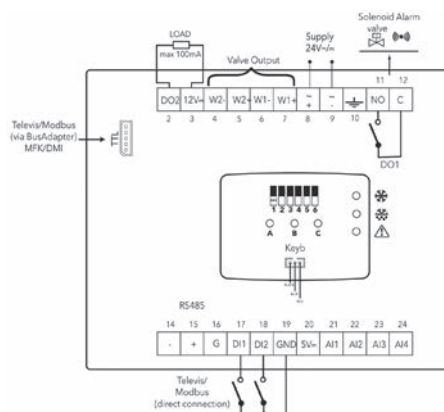 Solenoid Alarm
valve
LOAD
max 100mA
Supply
24V~/=
Valve Output
11 12
DO2 12V= W2- W2+ W1- W1+ ~ + ~ - NO C
2 3 4 5 6 7 8 9 10
DO1
Televis/Modbus
(via BusAdapter)
MFK/DMI
TTL
1 2 3 4 5 6
A B C
Keyb
RS485
14 15 16 17 18 19 20 21 22 23 24
- + G DI1 DI2 GND 5V= AI1 AI2 AI3 AI4
Televis/
Modbus
(direct connection)